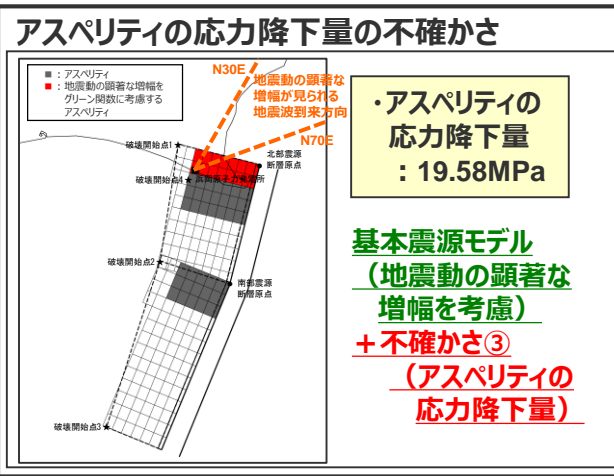 アスペリティの応力降下量の不確かさ
■：アスペリティ
■：地震動の顕著な増幅を
グリーン関数に考慮する
アスペリティ
N30E
地震動の顕著な
増幅が見られる
地震波到来方向
N70E
破壊開始点1
北部震源
断層原点
破壊開始点4
浜岡原子力発電所
破壊開始点2
南部震源
断層原点
破壊開始点3
・アスペリティの
応力降下量
：19.58MPa
基本震源モデル
（地震動の顕著な
増幅を考慮）
＋不確かさ③
（アスペリティの
応力降下量）